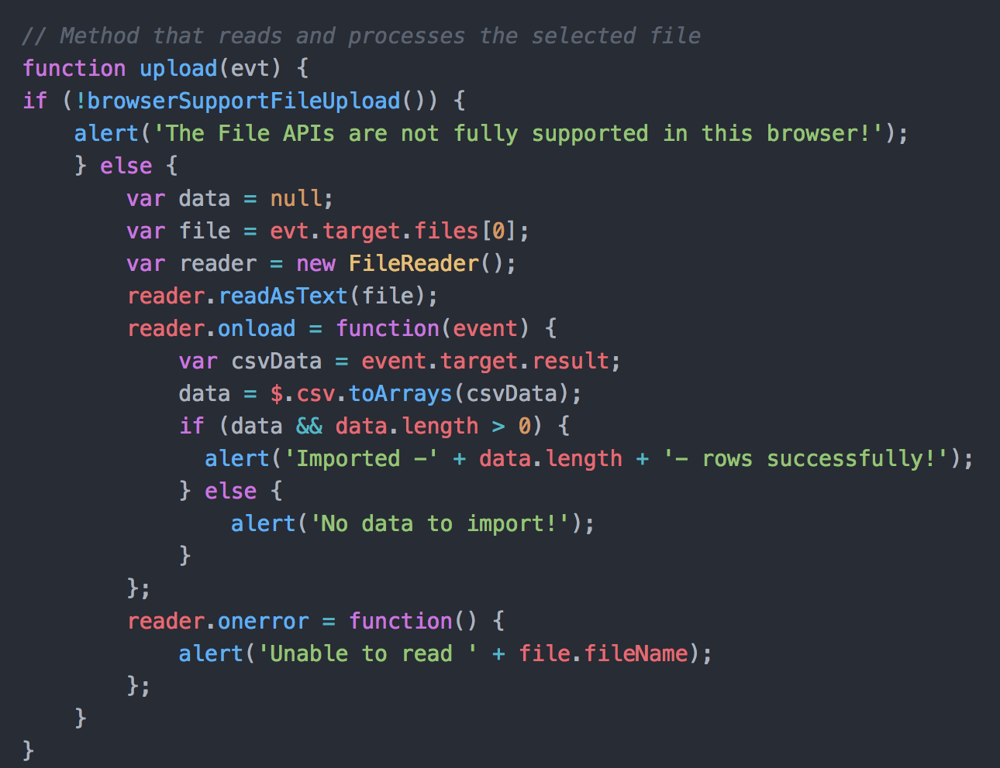 // Method that reads and processes the selected file
function upload(evt) {
if (!browserSupportFileUpload()) {
    alert('The File APIs are not fully supported in this browser!');
    } else {
        var data = null;
        var file = evt.target.files[0];
        var reader = new FileReader();
        reader.readAsText(file);
        reader.onload = function(event) {
            var csvData = event.target.result;
            data = $.csv.toArrays(csvData);
            if (data && data.length > 0) {
              alert('Imported -' + data.length + '- rows successfully!');
            } else {
                alert('No data to import!');
            }
        };
        reader.onerror = function() {
            alert('Unable to read ' + file.fileName);
        };
    }
}